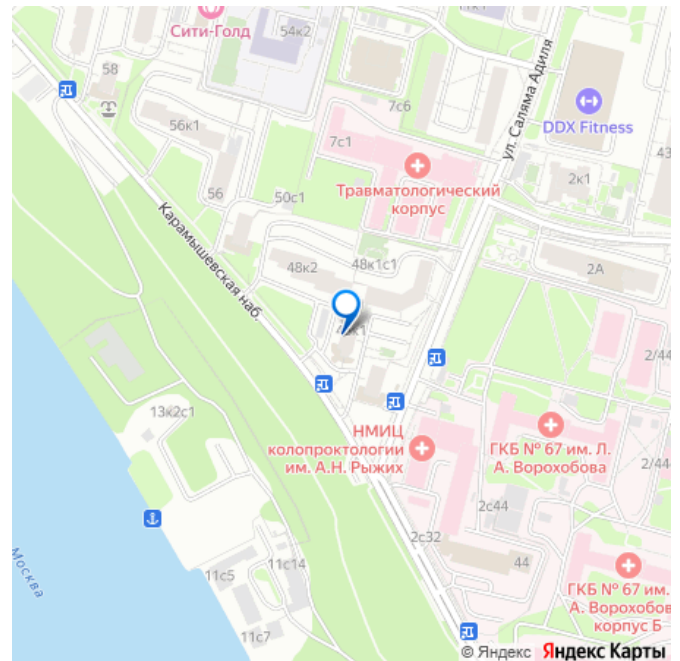 Сити-Голд
54к2
11к1
58
ул. Саляма Адиля
DDX Fitness
7с6
56к1
7с1
43
Травматологический
корпус
2к1
56
50с1
Карамышевская наб.
48к2
48к1с1
2А
2/44
13к2с1
НМИЦ
колопроктологии
им. А.Н. Рыжих
ГКБ № 67 им. Л.
А. Ворохобова
2/44
2с44
2с32
44
Москва
11с5
11с14
ГКБ № 67 им.
А. Ворохобов
корпус Б
11с7
© Яндекс Яндекс Карты